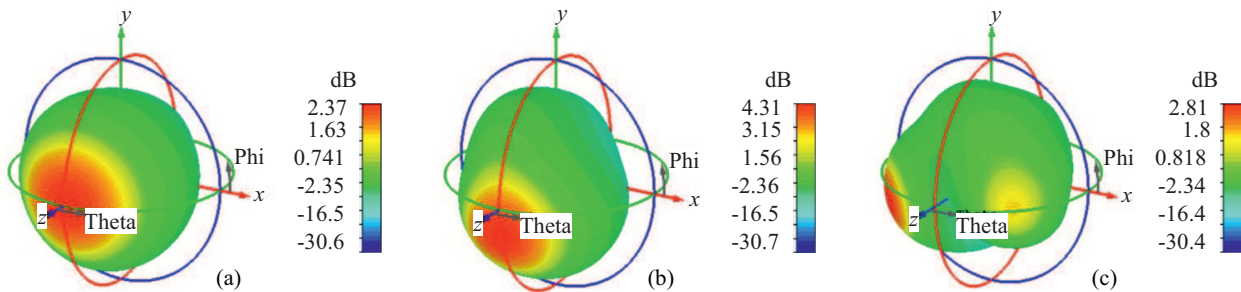 y
dB
2.37
1.63
0.741
-2.35
-16.5
-30.6
Phi
x
z
Theta
(a)
y
dB
4.31
3.15
1.56
-2.36
-16.5
-30.7
Phi
x
z
Theta
(b)
y
dB
2.81
1.8
0.818
-2.34
-16.4
-30.4
Phi
x
z
Theta
(c)